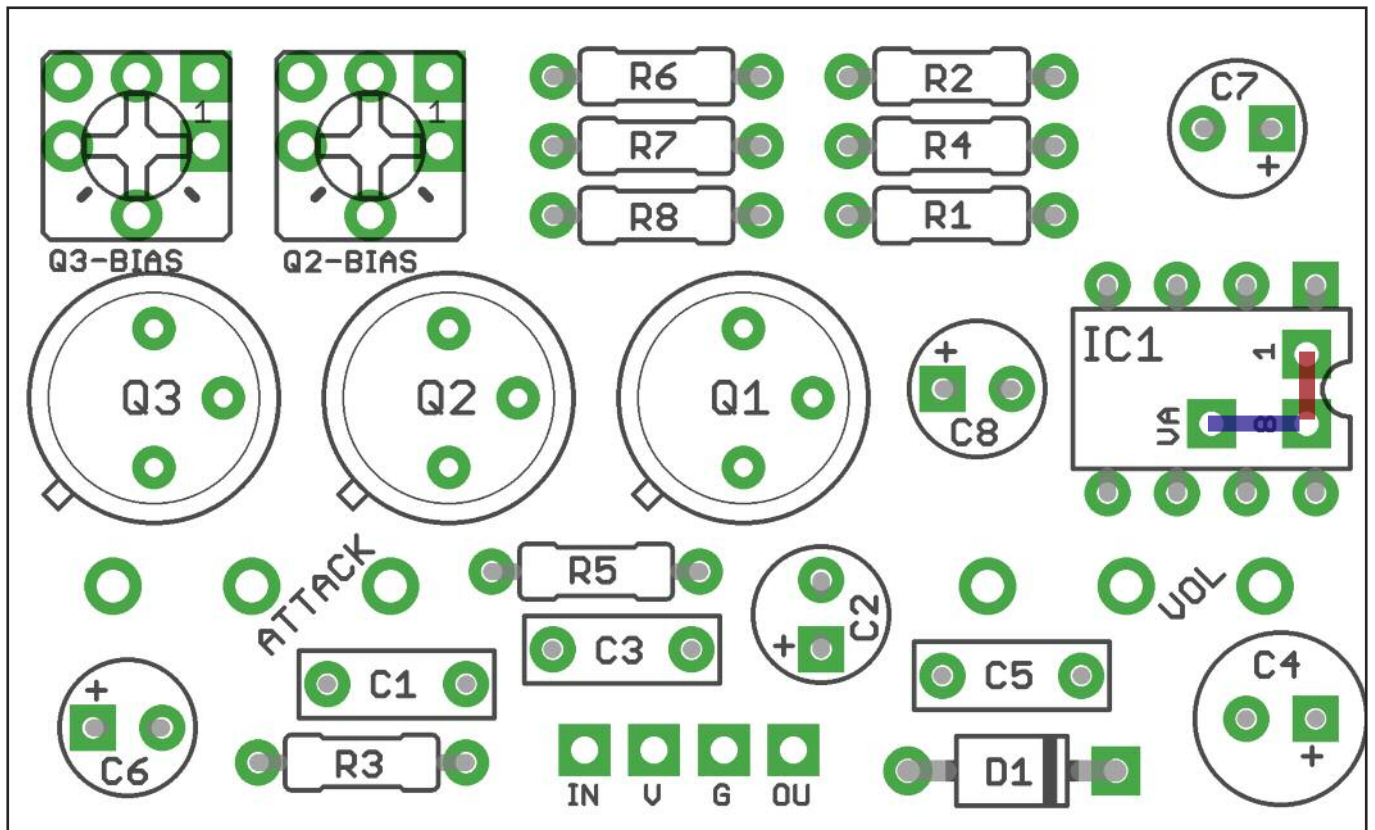 R6
R2
C7
1
1
R7
R4
R8
R1
Q3-BIAS
Q2-BIAS
IC1
1
Q3
Q2
Q1
+
C8
VA
8
ATTACK
R5
C2
+
VOL
C3
C1
C5
C4
+
C6
R3
D1
+
IN
V
G
OU
+